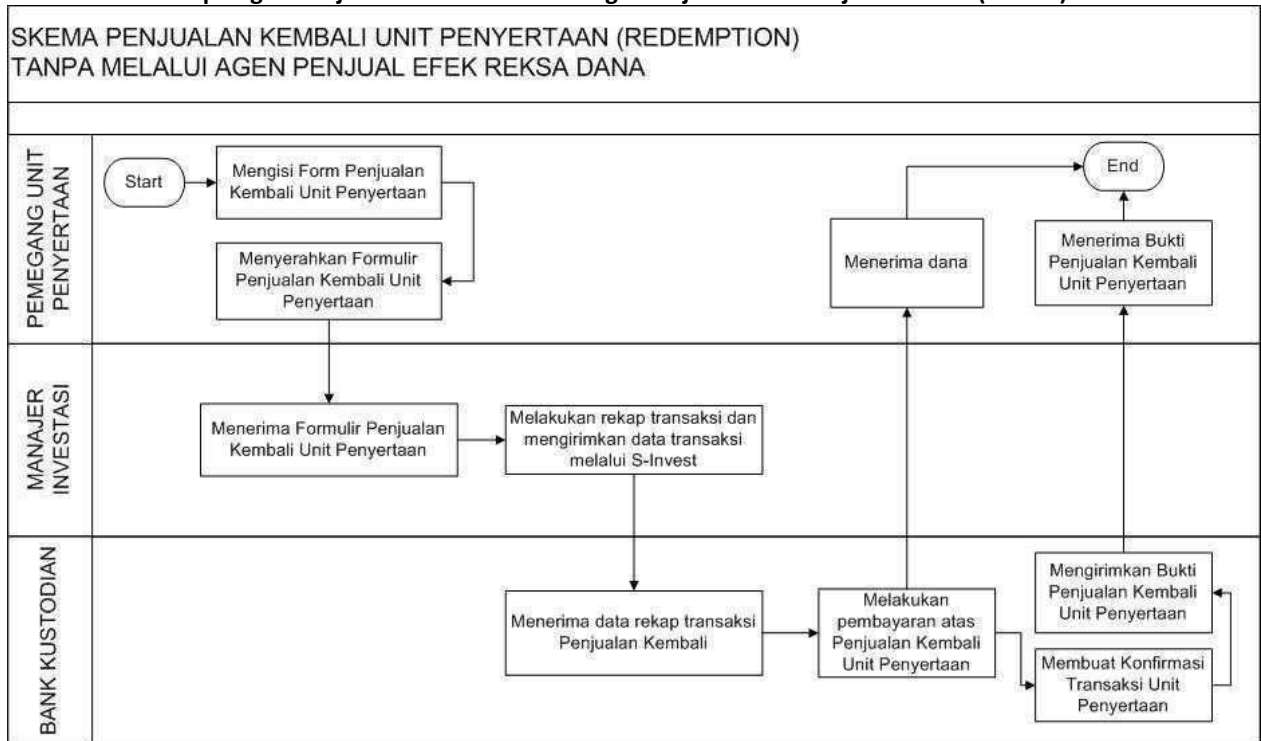 SKEMA PENJUALAN KEMBALI UNIT PENYERTAAN (REDEMPTION)
TANPA MELALUI AGEN PENJUAL EFEK REKSA DANA
PEMEGANG UNIT
PENYERTAAN
Start
Mengisi Form Penjualan
Kembali Unit Penyertaan
Menyerahkan Formulir
Penjualan Kembali Unit
Penyertaan
Menerima dana
End
Menerima Bukti
Penjualan Kembali
Unit Penyertaan
MANAJER
INVESTASI
Menerima Formulir Penjualan
Kembali Unit Penyertaan
Melakukan rekap transaksi dan
mengirimkan data transaksi
melalui S-Invest
BANK KUSTODIAN
Menerima data rekap transaksi
Penjualan Kembali
Melakukan
pembayaran atas
Penjualan Kembali
Unit Penyertaan
Mengirimkan Bukti
Penjualan Kembali
Unit Penyertaan
Membuat Konfirmasi
Transaksi Unit
Penyertaan